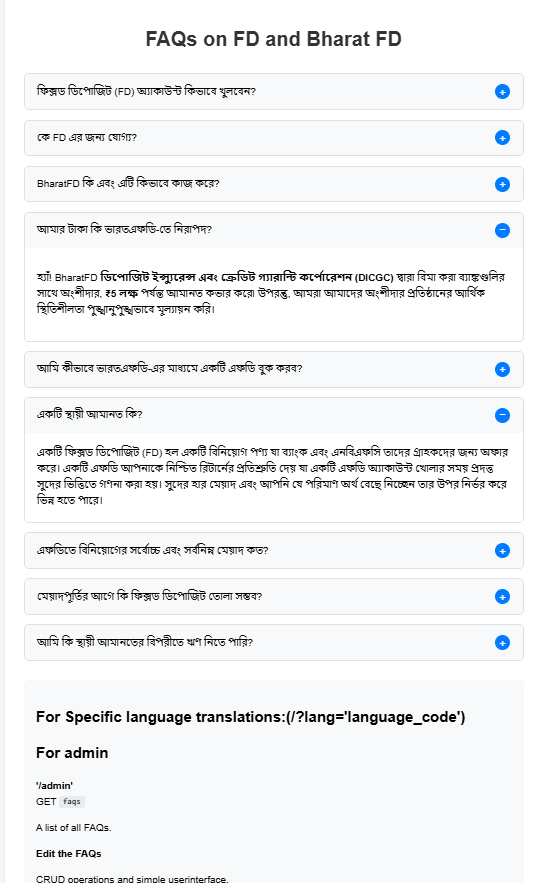 FAQs on FD and Bharat FD
ফিক্সড ডিপোজিট (FD) অ্যাকাউন্ট কিভাবে খুলবেন?
কে FD এর জন্য যোগ্য?
BharatFD কি এবং এটি কিভাবে কাজ করে?
আমার টাকা কি ভারতএফডি-তে নিরাপদ?
হ্যাঁ! BharatFD ডিপোজিট ইন্স্যুরেন্স এবং ক্রেডিট গ্যারান্টি কর্পোরেশন (DICGC) দ্বারা বিমা করা ব্যাঙ্কগুলির
সাথে অংশীদার, ₹5 লক্ষ পর্যন্ত আমানত কভার করে৷ উপরন্তু, আমরা আমাদের অংশীদার প্রতিষ্ঠানের আর্থিক
স্থিতিশীলতা পুঙ্খানুপুঙ্খভাবে মূল্যায়ন করি।
আমি কীভাবে ভারতএফডি-এর মাধ্যমে একটি এফডি বুক করব?
একটি স্থায়ী আমানত কি?
একটি ফিক্সড ডিপোজিট (FD) হল একটি বিনিয়োগ পণ্য যা ব্যাংক এবং এনবিএফসি তাদের গ্রাহকদের জন্য অফার
করে। একটি এফডি আপনাকে নিশ্চিত রিটার্নের প্রতিশ্রুতি দেয় যা একটি এফডি অ্যাকাউন্ট খোলার সময় প্রদত্ত
সুদের ভিত্তিতে গণনা করা হয়। সুদের হার মেয়াদ এবং আপনি যে পরিমাণ অর্থ বেছে নিচ্ছেন তার উপর নির্ভর করে
ভিন্ন হতে পারে।
এফডিতে বিনিয়োগের সর্বোচ্চ এবং সর্বনিম্ন মেয়াদ কত?
মেয়াদপূর্তির আগে কি ফিক্সড ডিপোজিট তোলা সম্ভব?
আমি কি স্থায়ী আমানতের বিপরীতে ঋণ নিতে পারি?
For Specific language translations:(/?lang='language_code')
For admin
'/admin'
GET faqs
A list of all FAQs.
Edit the FAQs
CRUD operations and simple userinterface.